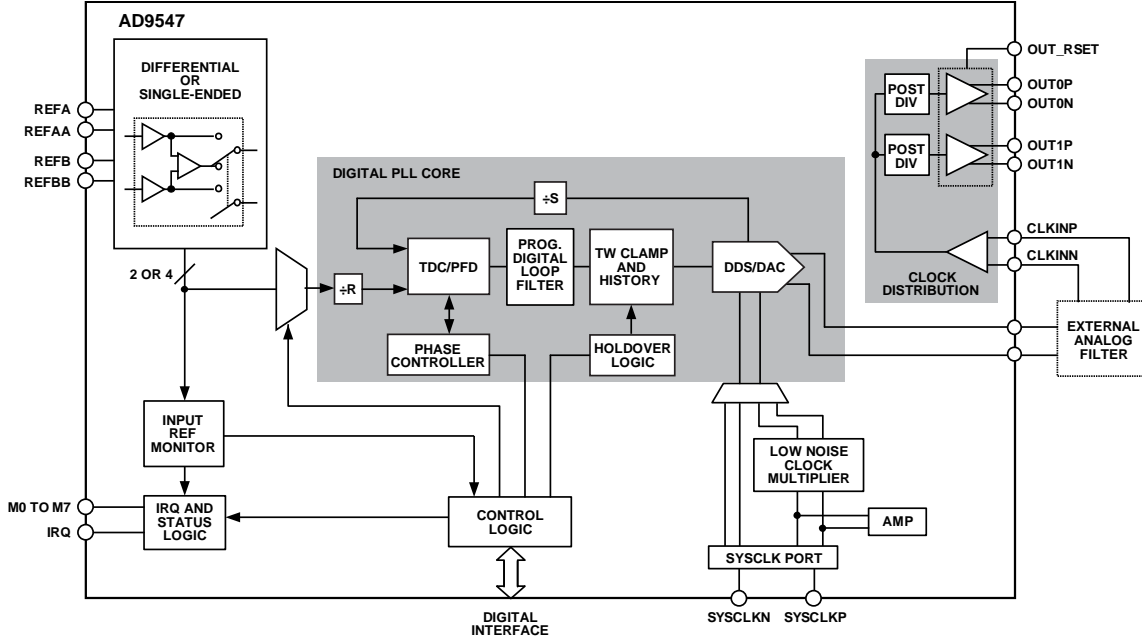 AD9547
DIFFERENTIAL
OR
SINGLE-ENDED
REFA
REFAA
REFB
REFBB
2 OR 4
DIGITAL PLL CORE
÷S
÷R
TDC/PFD
PROG.
DIGITAL
LOOP
FILTER
TW CLAMP
AND
HISTORY
DDS/DAC
PHASE
CONTROLLER
HOLDOVER
LOGIC
OUT_RSET
POST
DIV
OUT0P
OUT0N
POST
DIV
OUT1P
OUT1N
CLKINP
CLKINN
CLOCK
DISTRIBUTION
EXTERNAL
ANALOG
FILTER
INPUT
REF
MONITOR
LOW NOISE
CLOCK
MULTIPLIER
AMP
M0 TO M7
IRQ
IRQ AND
STATUS
LOGIC
CONTROL
LOGIC
SYSCLK PORT
DIGITAL
INTERFACE
SYSCLKN
SYSCLKP